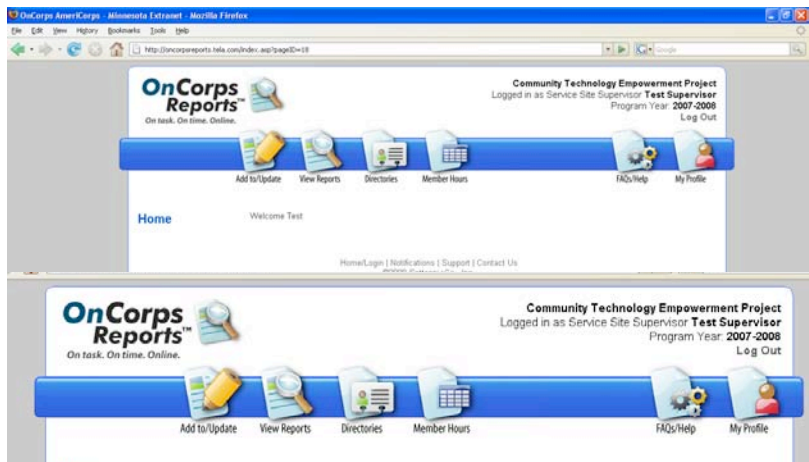 OnCorps AmeriCorps - Minnesota Extranet - Mozilla Firefox
File Edit View History Bookmarks Tools Help
http://oncorpsreports.tela.com/index.asp?pageID=18
Google
OnCorps
Reports™
On task. On time. Online.
Community Technology Empowerment Project
Logged in as Service Site Supervisor Test Supervisor
Program Year: 2007-2008
Log Out
Add to/Update View Reports Directories Member Hours FAQs/Help My Profile
Home Welcome Test
Home/Login | Notifications | Support | Contact Us
OnCorps
Reports™
On task. On time. Online.
Community Technology Empowerment Project
Logged in as Service Site Supervisor Test Supervisor
Program Year: 2007-2008
Log Out
Add to/Update View Reports Directories Member Hours FAQs/Help My Profile